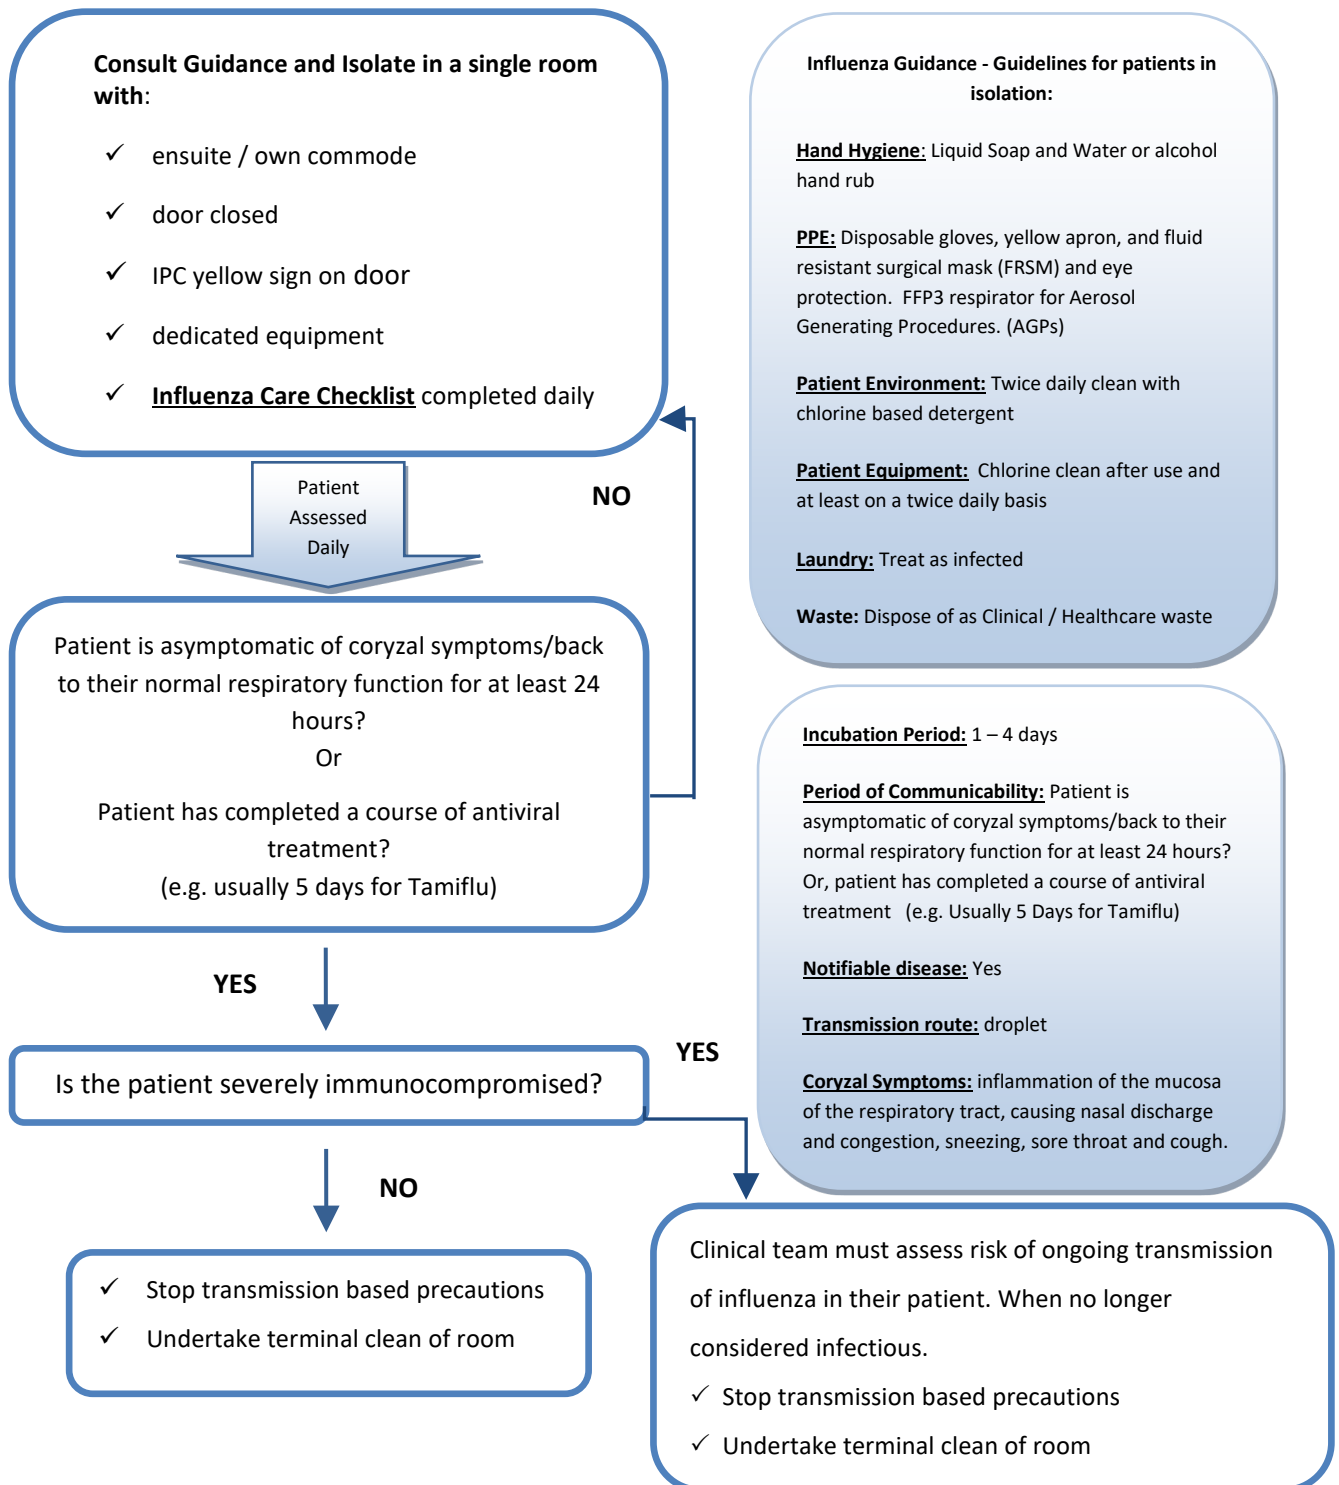 Consult Guidance and Isolate in a single room
with:
✓ ensuite / own commode
✓ door closed
✓ IPC yellow sign on door
✓ dedicated equipment
✓ Influenza Care Checklist completed daily
Patient
Assessed
Daily
NO
Patient is asymptomatic of coryzal symptoms/back
to their normal respiratory function for at least 24
hours?
Or
Patient has completed a course of antiviral
treatment?
(e.g. usually 5 days for Tamiflu)
YES
Is the patient severely immunocompromised?
YES
NO
✓ Stop transmission based precautions
✓ Undertake terminal clean of room
Influenza Guidance - Guidelines for patients in
isolation:
Hand Hygiene: Liquid Soap and Water or alcohol
hand rub
PPE: Disposable gloves, yellow apron, and fluid
resistant surgical mask (FRSM) and eye
protection. FFP3 respirator for Aerosol
Generating Procedures. (AGPs)
Patient Environment: Twice daily clean with
chlorine based detergent
Patient Equipment: Chlorine clean after use and
at least on a twice daily basis
Laundry: Treat as infected
Waste: Dispose of as Clinical / Healthcare waste
Incubation Period: 1 – 4 days
Period of Communicability: Patient is
asymptomatic of coryzal symptoms/back to their
normal respiratory function for at least 24 hours?
Or, patient has completed a course of antiviral
treatment (e.g. Usually 5 Days for Tamiflu)
Notifiable disease: Yes
Transmission route: droplet
Coryzal Symptoms: inflammation of the mucosa
of the respiratory tract, causing nasal discharge
and congestion, sneezing, sore throat and cough.
Clinical team must assess risk of ongoing transmission
of influenza in their patient. When no longer
considered infectious.
✓ Stop transmission based precautions
✓ Undertake terminal clean of room